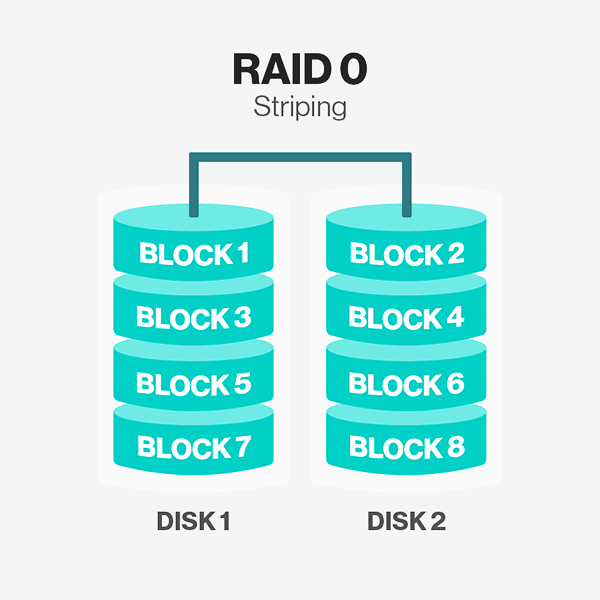 RAID 0
Striping
BLOCK 1
BLOCK 2
BLOCK 3
BLOCK 4
BLOCK 5
BLOCK 6
BLOCK 7
BLOCK 8
DISK 1
DISK 2